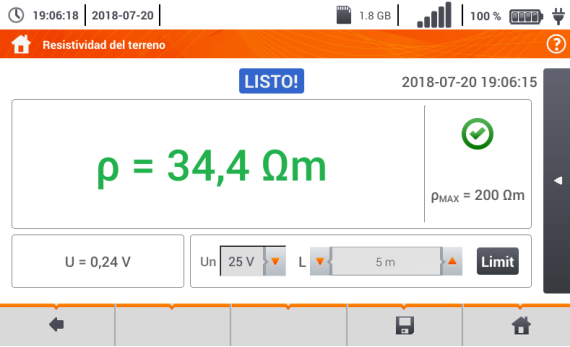 19:06:18 2018-07-20 1.8 GB 100 %
Resistividad del terreno
LISTO! 2018-07-20 19:06:15
ρ = 34,4 Ωm
ρMAX = 200 Ωm
U = 0,24 V Un 25 V L 5 m Limit